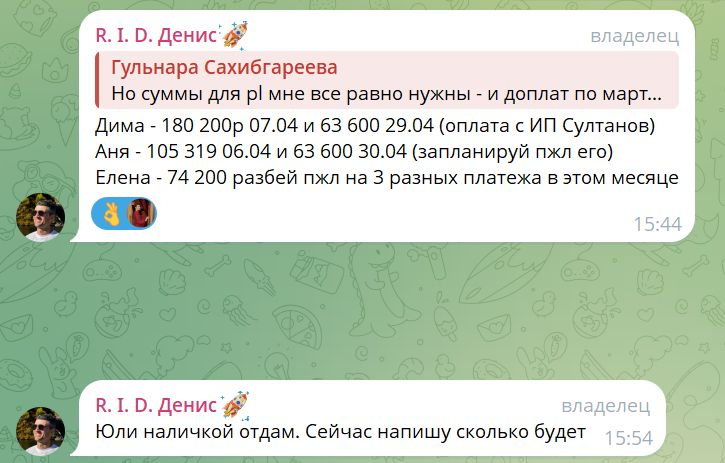 R. I. D. Денис владелец
Гульнара Сахибгареева
Но суммы для pl мне все равно нужны - и доплат по март...
Дима - 180 200р 07.04 и 63 600 29.04 (оплата с ИП Султанов)
Аня - 105 319 06.04 и 63 600 30.04 (запланируй пжл его)
Елена - 74 200 разбей пжл на 3 разных платежа в этом месяце
15:44
R. I. D. Денис владелец
Юли наличкой отдам. Сейчас напишу сколько будет 15:54